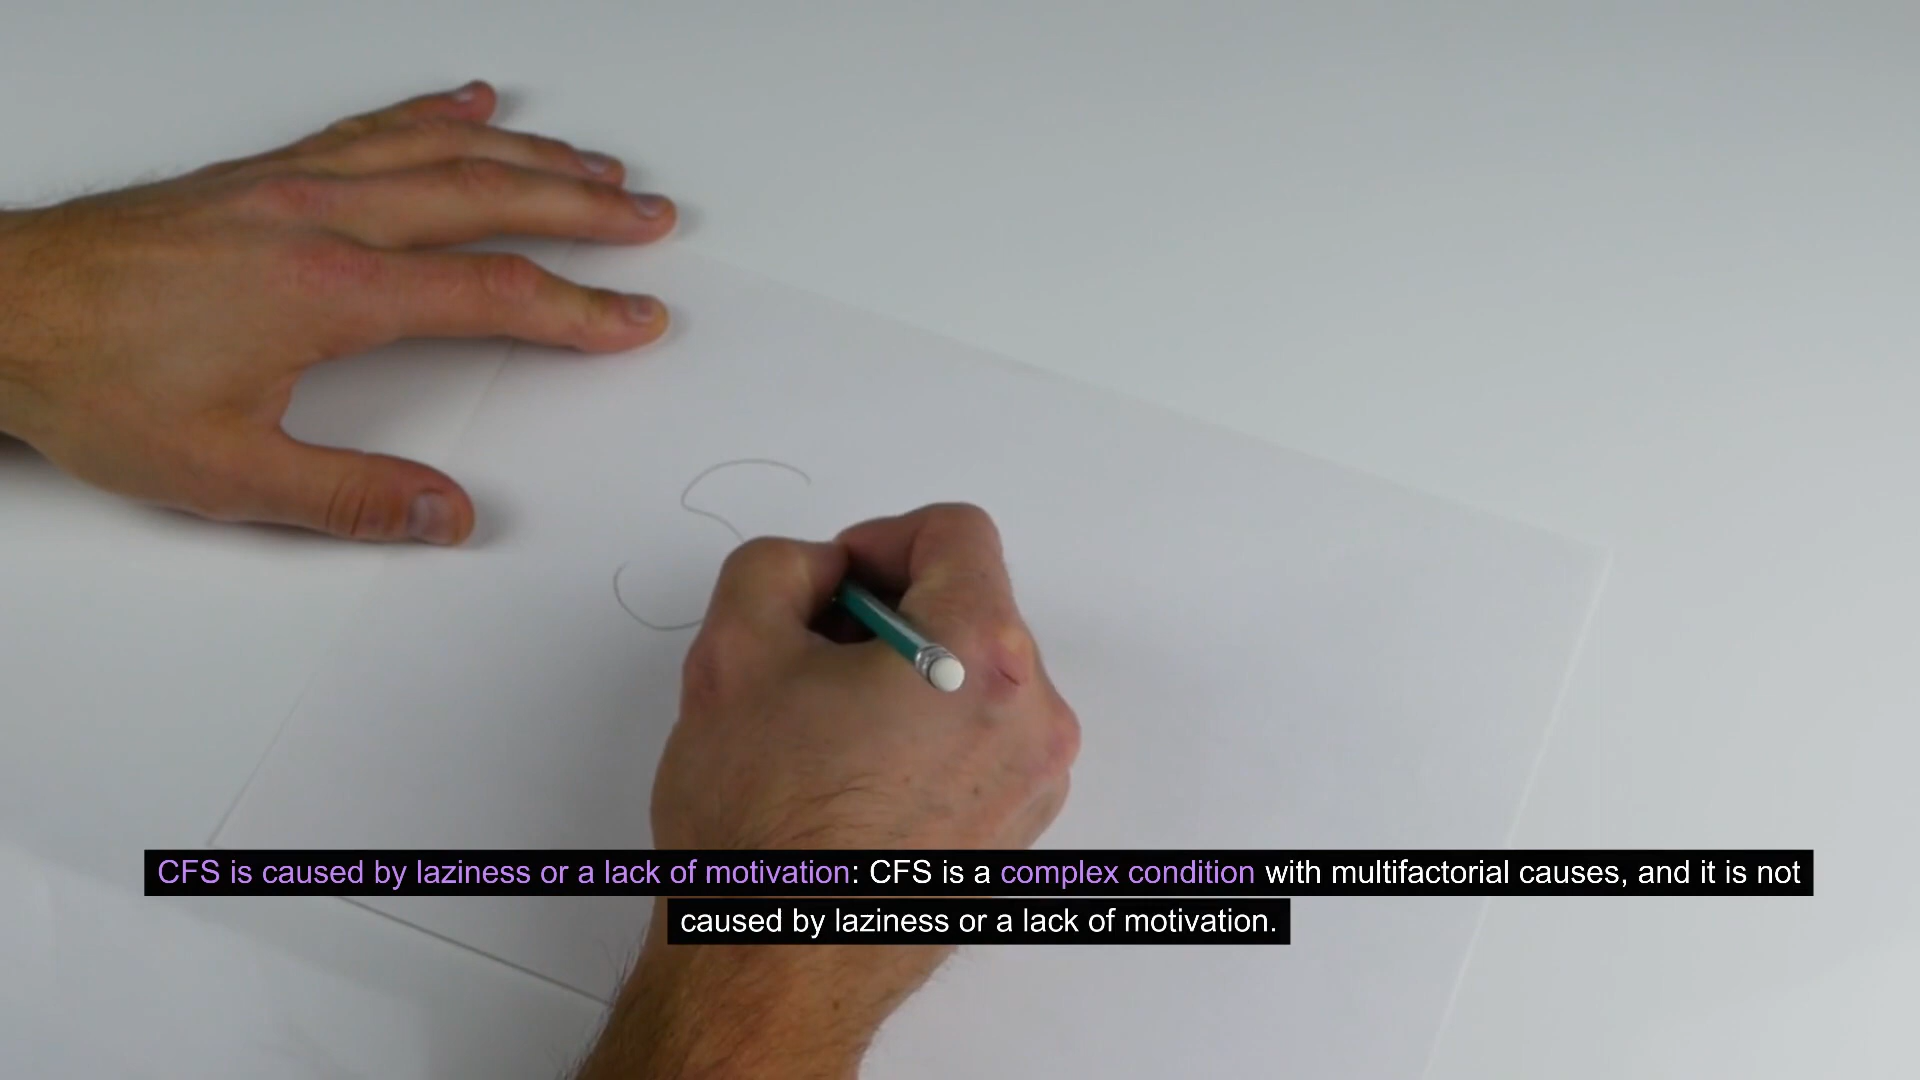 CFS is caused by laziness or a lack of motivation: CFS is a complex condition with multifactorial causes, and it is not
caused by laziness or a lack of motivation.